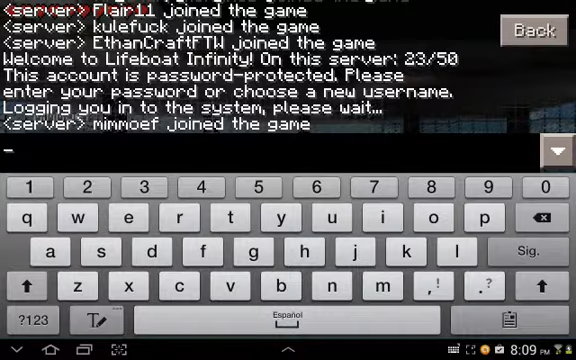 <server> Flair11 joined the game
<server> kulefuck joined the game
<server> EthanCraftFTW joined the game
Welcome to Lifeboat Infinity! On this server: 23/50
This account is password-protected. Please
enter your password or choose a new username.
Logging you in to the system, please wait...
<server> mimmoef joined the game
Back
1 2 3 4 5 6 7 8 9 0
q w e r t y u i o p
a s d f g h j k l Sig.
z x c v b n m ,! .?
?123 Español
8:09 PM